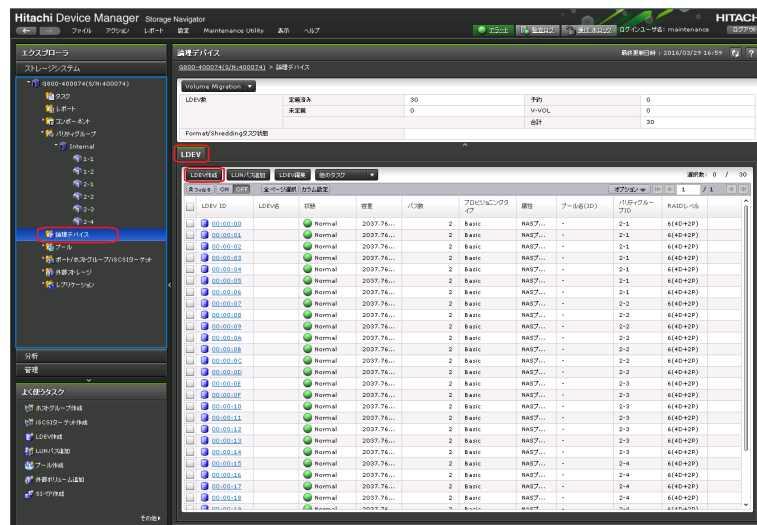 Hitachi Device Manager Storage Navigator
HITACHI
ファイル アクション レポート 設定 Maintenance Utility 表示 ヘルプ
アラート 監査ログ ログインユーザ名: maintenance ログアウト
エクスプローラ
ストレージシステム
G800-400074(S/N:400074)
タスク
レポート
コンポーネント
パリティグループ
Internal
1-1
1-2
2-1
2-2
2-3
2-4
論理デバイス
プール
ポート/ホストグループ/iSCSIターゲット
外部ストレージ
レプリケーション
分析
管理
よく使うタスク
ホストグループ作成
iSCSIターゲット作成
LDEV作成
LUNパス追加
プール作成
外部ボリューム追加
SIペア作成
その他
論理デバイス
最終更新日時 : 2016/03/29 16:59
G800-400074(S/N:400074) > 論理デバイス
Volume Migration
LDEV数 定義済み 30 予約 0
未定義 0 V-VOL 0
合計 30
Format/Shreddingタスク状態
LDEV
LDEV作成 LUNパス追加 LDEV編集 他のタスク 選択数: 0 / 30
フィルタ ON OFF 全ページ選択 カラム設定 オプション 1 / 1
LDEV ID LDEV名 状態 容量 パス数 プロビジョニングタイプ 属性 プール名(ID) パリティグループID RAIDレベル
00:00:00 Normal 2037.76... 2 Basic NASプ... - 2-1 6(4D+2P)
00:00:01 Normal 2037.76... 2 Basic NASプ... - 2-1 6(4D+2P)
00:00:02 Normal 2037.76... 2 Basic NASプ... - 2-1 6(4D+2P)
00:00:03 Normal 2037.76... 2 Basic NASプ... - 2-1 6(4D+2P)
00:00:04 Normal 2037.76... 2 Basic NASプ... - 2-1 6(4D+2P)
00:00:05 Normal 2037.76... 2 Basic NASプ... - 2-1 6(4D+2P)
00:00:06 Normal 2037.76... 2 Basic NASプ... - 2-1 6(4D+2P)
00:00:07 Normal 2037.76... 2 Basic NASプ... - 2-2 6(4D+2P)
00:00:08 Normal 2037.76... 2 Basic NASプ... - 2-2 6(4D+2P)
00:00:09 Normal 2037.76... 2 Basic NASプ... - 2-2 6(4D+2P)
00:00:0A Normal 2037.76... 2 Basic NASプ... - 2-2 6(4D+2P)
00:00:0B Normal 2037.76... 2 Basic NASプ... - 2-2 6(4D+2P)
00:00:0C Normal 2037.76... 2 Basic NASプ... - 2-2 6(4D+2P)
00:00:0D Normal 2037.76... 2 Basic NASプ... - 2-2 6(4D+2P)
00:00:0E Normal 2037.76... 2 Basic NASプ... - 2-3 6(4D+2P)
00:00:0F Normal 2037.76... 2 Basic NASプ... - 2-3 6(4D+2P)
00:00:10 Normal 2037.76... 2 Basic NASプ... - 2-3 6(4D+2P)
00:00:11 Normal 2037.76... 2 Basic NASプ... - 2-3 6(4D+2P)
00:00:12 Normal 2037.76... 2 Basic NASプ... - 2-3 6(4D+2P)
00:00:13 Normal 2037.76... 2 Basic NASプ... - 2-3 6(4D+2P)
00:00:14 Normal 2037.76... 2 Basic NASプ... - 2-3 6(4D+2P)
00:00:15 Normal 2037.76... 2 Basic NASプ... - 2-4 6(4D+2P)
00:00:16 Normal 2037.76... 2 Basic NASプ... - 2-4 6(4D+2P)
00:00:17 Normal 2037.76... 2 Basic NASプ... - 2-4 6(4D+2P)
00:00:18 Normal 2037.76... 2 Basic NASプ... - 2-4 6(4D+2P)
00:00:19 Normal 2037.76... 2 Basic NASプ... - 2-4 6(4D+2P)